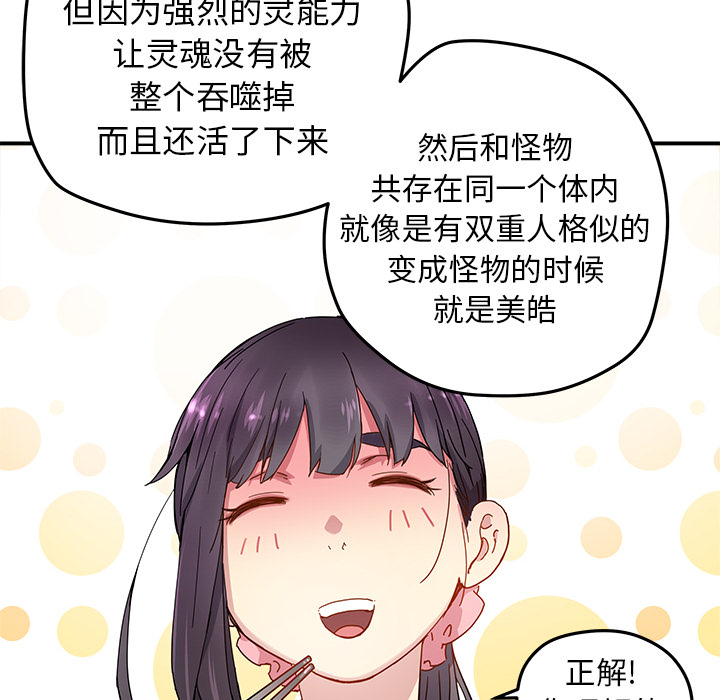 但因为强烈的灵能力
让灵魂没有被
整个吞噬掉
而且还活了下来
然后和怪物
共存在同一个体内
就像是有双重人格似的
变成怪物的时候
就是美皓
正解!